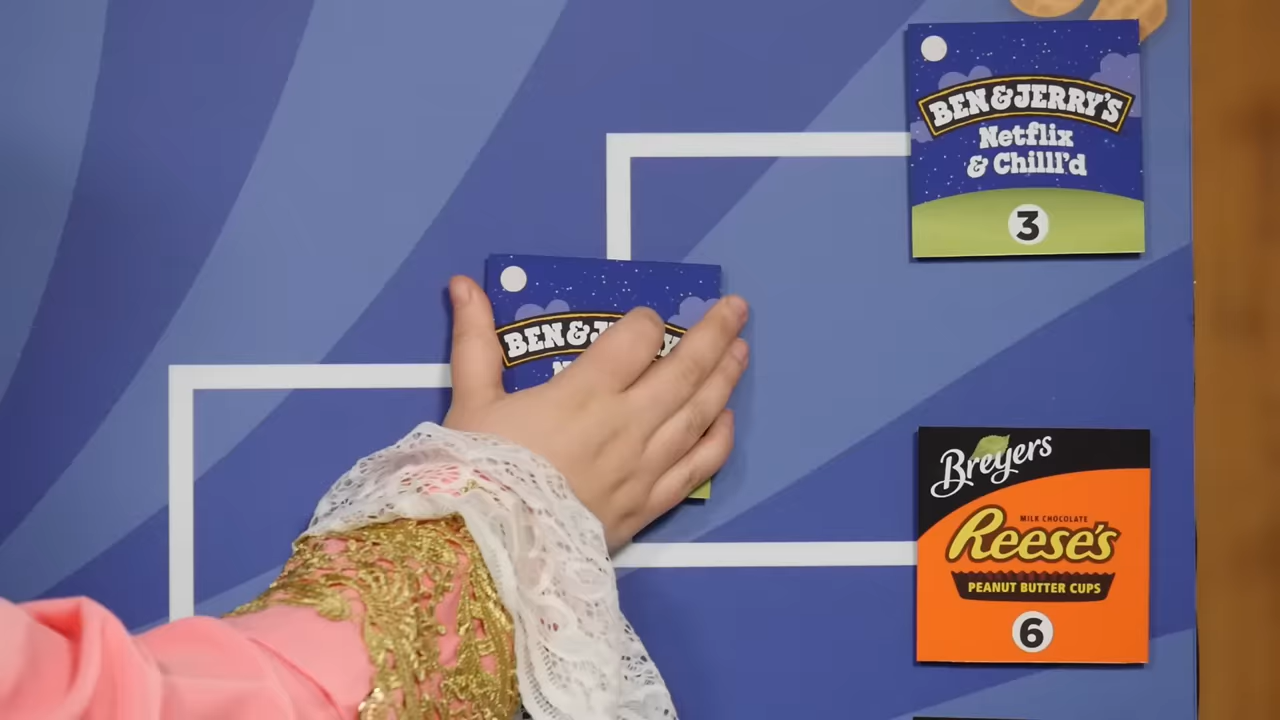 BEN & JERRY'S
Netflix
& Chilll'd
3
BEN &
Breyers
MILK CHOCOLATE
Reese's
PEANUT BUTTER CUPS
6